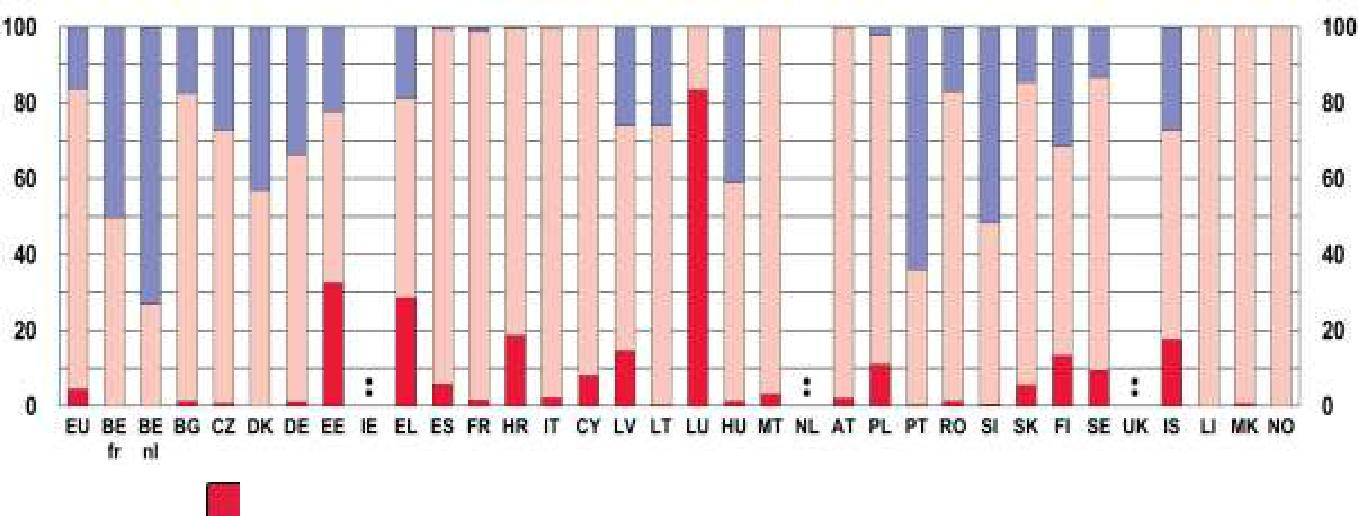 100 100
80 80
60 60
40 40
20 20
0 : : : 0
EU BE BE BG CZ DK DE EE IE EL ES FR HR IT CY LV LT LU HU MT NL AT PL PT RO SI SK FI SE UK IS LI MK NO
fr nl